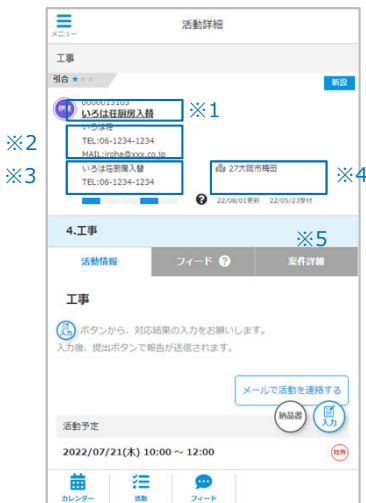 メニュー
活動詳細
工事
引合 ★★★
新設
0000013103
いろは荘厨房入替
※1
いろは荘
※2
TEL:06-1234-1234
MAIL:iroha@xxx.co.jp
※3
いろは荘厨房入替
27大阪市梅田
※4
TEL:06-1234-1234
?
22/08/01更新 22/05/23受付
4.工事
※5
活動情報
フィード ?
案件詳細
工事
入力 ボタンから、対応結果の入力をお願いします。
入力後、提出ボタンで報告が送信されます。
メールで活動を連絡する
納品書
入力
活動予定
2022/07/21(木) 10:00 ~ 12:00
社外
カレンダー
活動
フィード